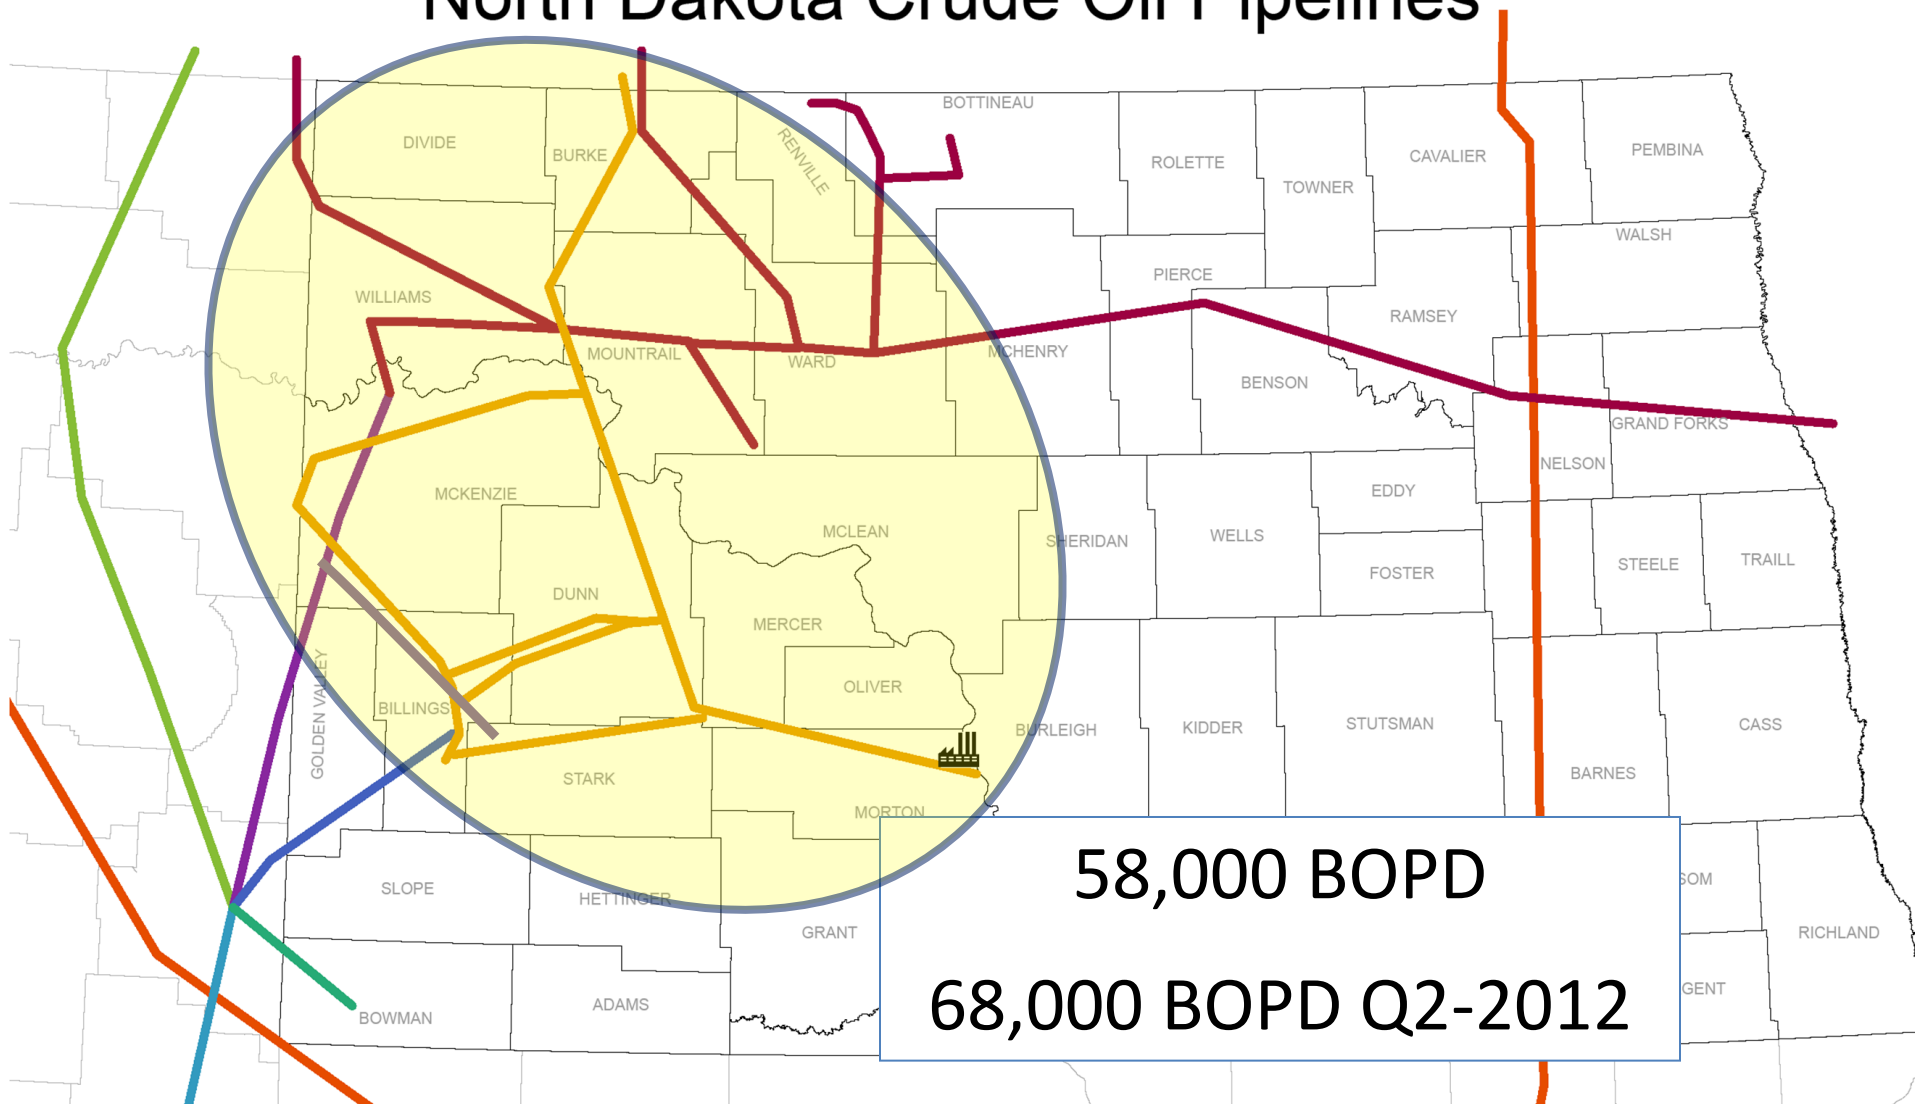 North Dakota Crude Oil Pipelines
BOTTINEAU
DIVIDE
BURKE
RENVILLE
ROLETTE
TOWNER
CAVALIER
PEMBINA
WALSH
PIERCE
WILLIAMS
RAMSEY
MOUNTRAIL
WARD
MCHENRY
BENSON
GRAND FORKS
NELSON
MCKENZIE
EDDY
MCLEAN
SHERIDAN
WELLS
FOSTER
STEELE
TRAILL
DUNN
MERCER
GOLDEN VALLEY
BILLINGS
OLIVER
BURLEIGH
KIDDER
STUTSMAN
CASS
BARNES
STARK
MORTON
58,000 BOPD
SLOPE
HETTINGER
SOM
GRANT
RICHLAND
68,000 BOPD Q2-2012
GENT
ADAMS
BOWMAN